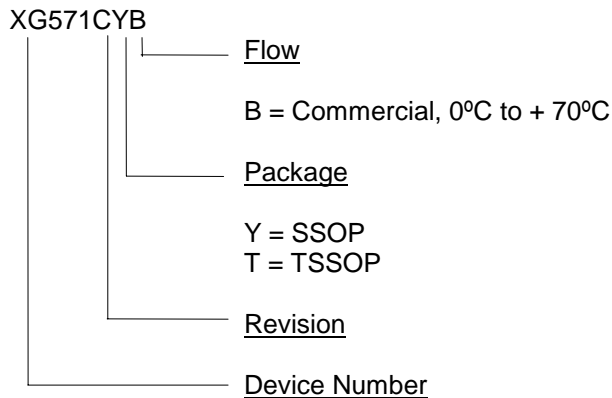 XG571CYB
Flow
B = Commercial, 0ºC to + 70ºC
Package
Y = SSOP
T = TSSOP
Revision
Device Number